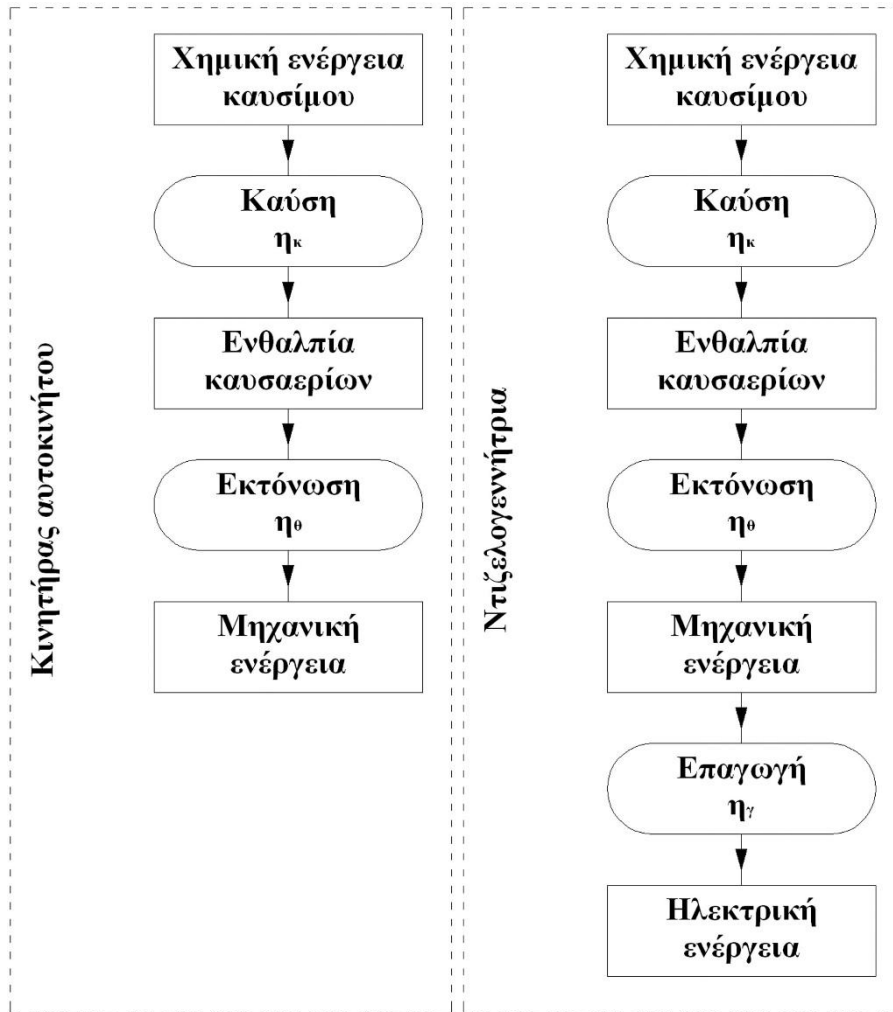 Κινητήρας αυτοκινήτου
Χημική ενέργεια
καυσίμου
Καύση
ηκ
Ενθαλπία
καυσαερίων
Εκτόνωση
ηθ
Μηχανική
ενέργεια
Ντιζελογεννήτρια
Χημική ενέργεια
καυσίμου
Καύση
ηκ
Ενθαλπία
καυσαερίων
Εκτόνωση
ηθ
Μηχανική
ενέργεια
Επαγωγή
ηγ
Ηλεκτρική
ενέργεια